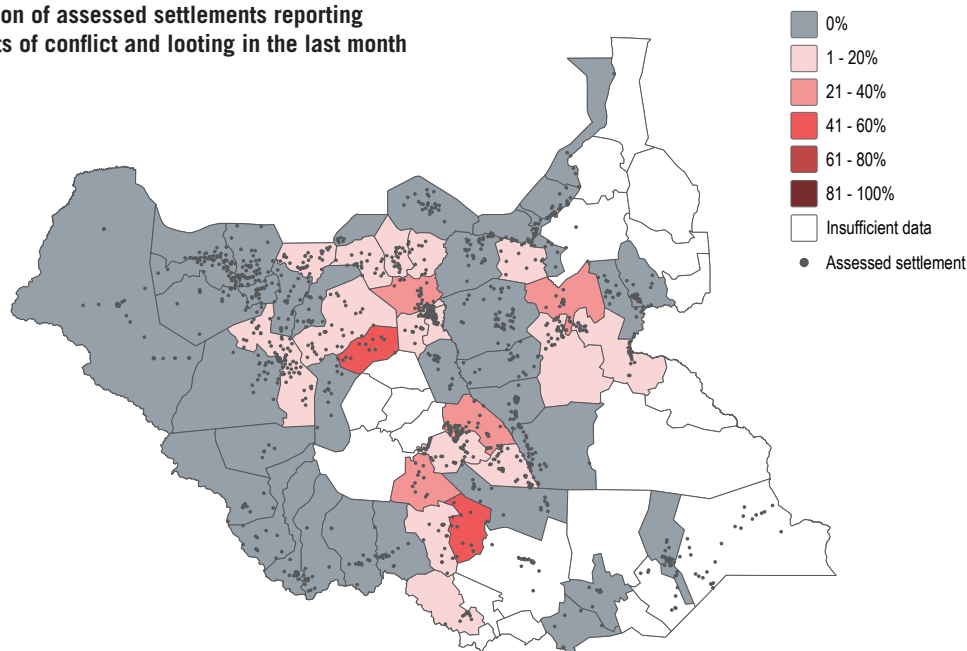 of assessed settlements reporting
of conflict and looting in the last month
0%
1 - 20%
21 - 40%
41 - 60%
61 - 80%
81 - 100%
Insufficient data
Assessed settlement